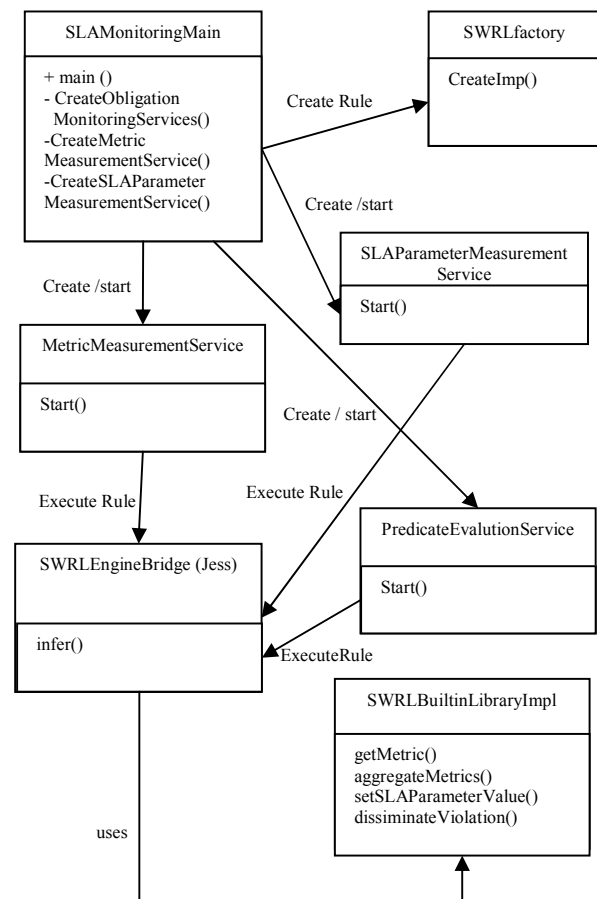 SLAMonitoringMain
+ main ()
- CreateObligation
MonitoringServices()
-CreateMetric
MeasurementService()
-CreateSLAParameter
MeasurementService()
SWRLfactory
CreateImp()
Create Rule
Create /start
SLAParameterMeasurement
Service
Start()
Create /start
MetricMeasurementService
Start()
Create / start
Execute Rule
Execute Rule
PredicateEvalutionService
Start()
SWRLEngineBridge (Jess)
infer()
ExecuteRule
SWRLBuiltinLibraryImpl
getMetric()
aggregateMetrics()
setSLAParameterValue()
dissiminateViolation()
uses